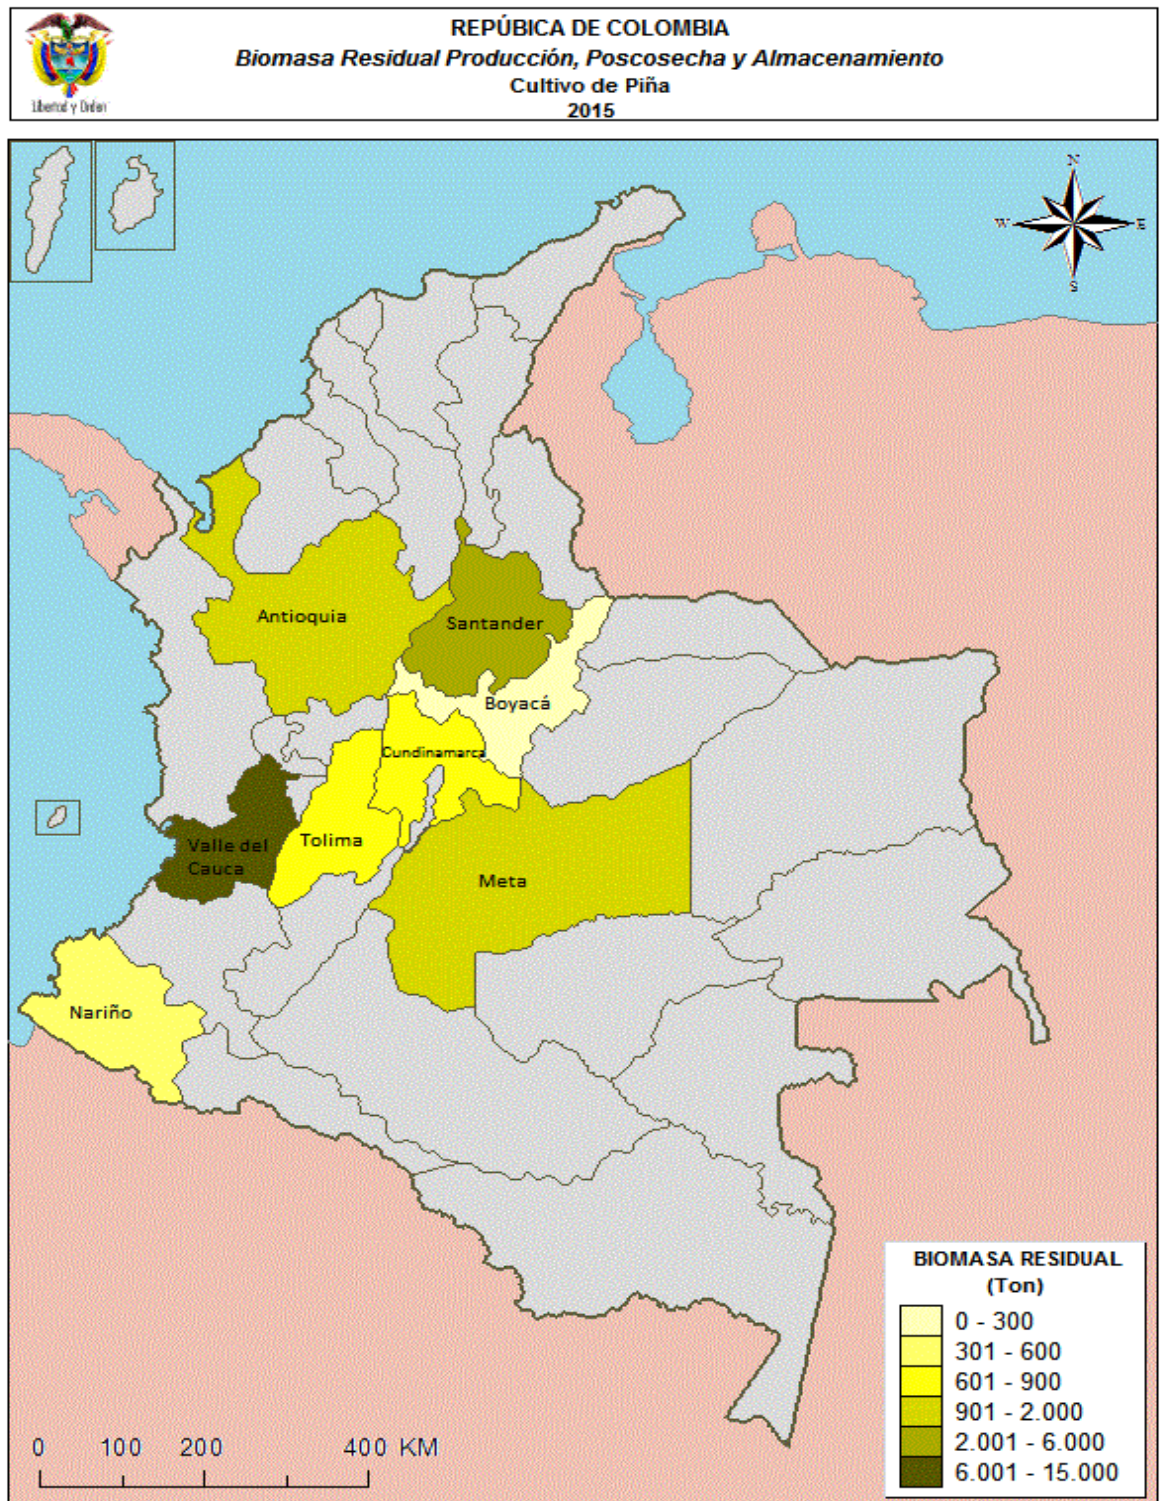 REPÚBICA DE COLOMBIA
Biomasa Residual Producción, Poscosecha y Almacenamiento
Cultivo de Piña
2015
Libertad y Orden
N
W E
S
Antioquia
Santander
Boyacá
Cundinamarca
Tolima
Valle del
Cauca
Meta
Nariño
BIOMASA RESIDUAL
(Ton)
0 - 300
301 - 600
601 - 900
901 - 2.000
2.001 - 6.000
6.001 - 15.000
0 100 200 400 KM